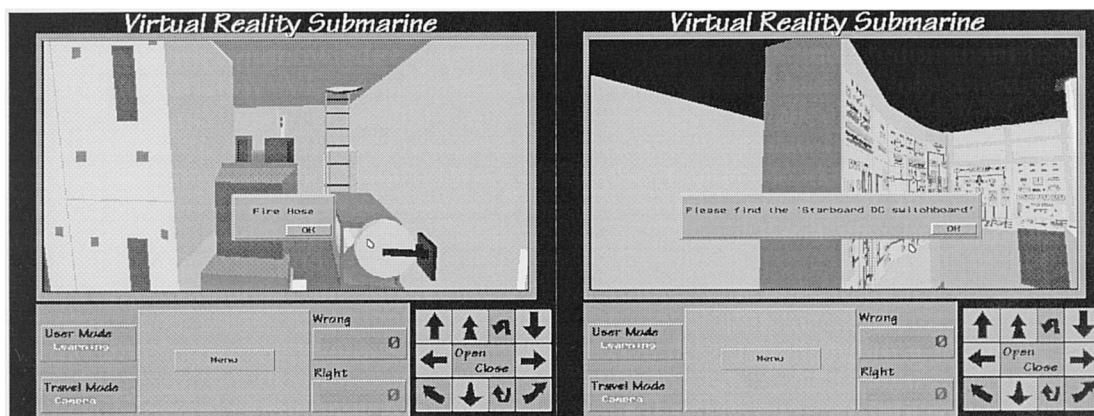 Virtual Reality Submarine
Fire Hose
OK
User Mode
Learning
Travel Mode
Camera
Menu
Wrong
0
Right
0
Open
Close
Virtual Reality Submarine
Please find the 'Starboard DC switchboard'
OK
User Mode
Learning
Travel Mode
Camera
Menu
Wrong
0
Right
0
Open
Close